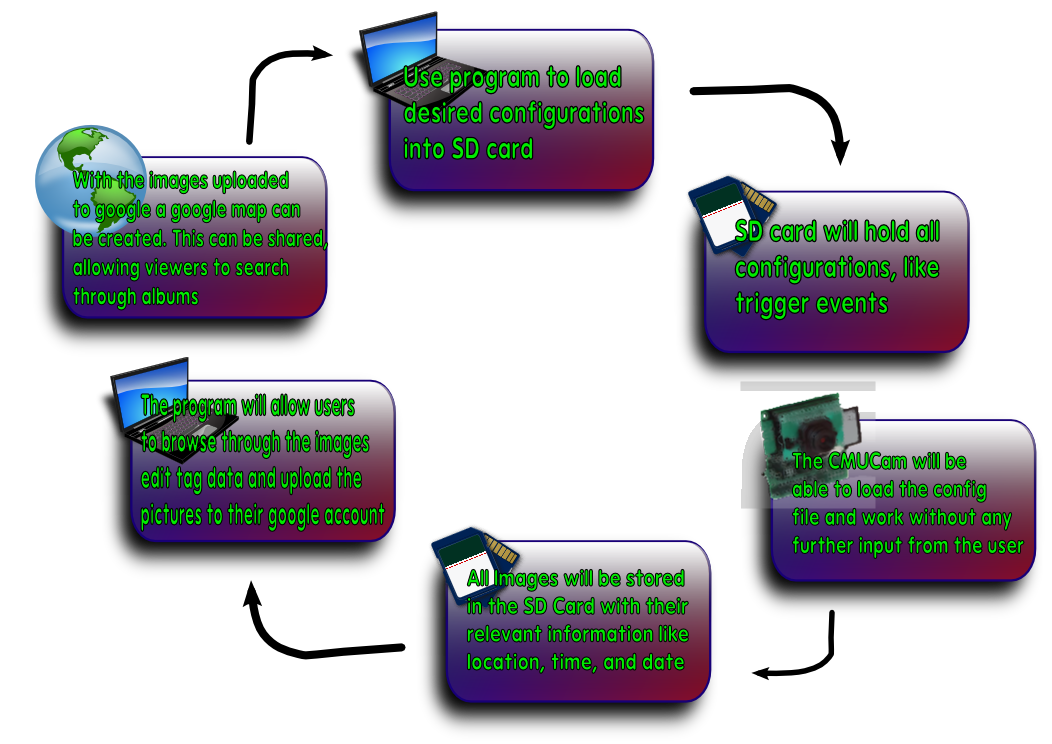 Use program to load
desired configurations
into SD card
SD card will hold all
configurations, like
trigger events
The CMUCam will be
able to load the config
file and work without any
further input from the user
All Images will be stored
in the SD Card with their
relevant information like
location, time, and date
The program will allow users
to browse through the images
edit tag data and upload the
pictures to their google account
With the images uploaded
to google a google map can
be created. This can be shared,
allowing viewers to search
through albums